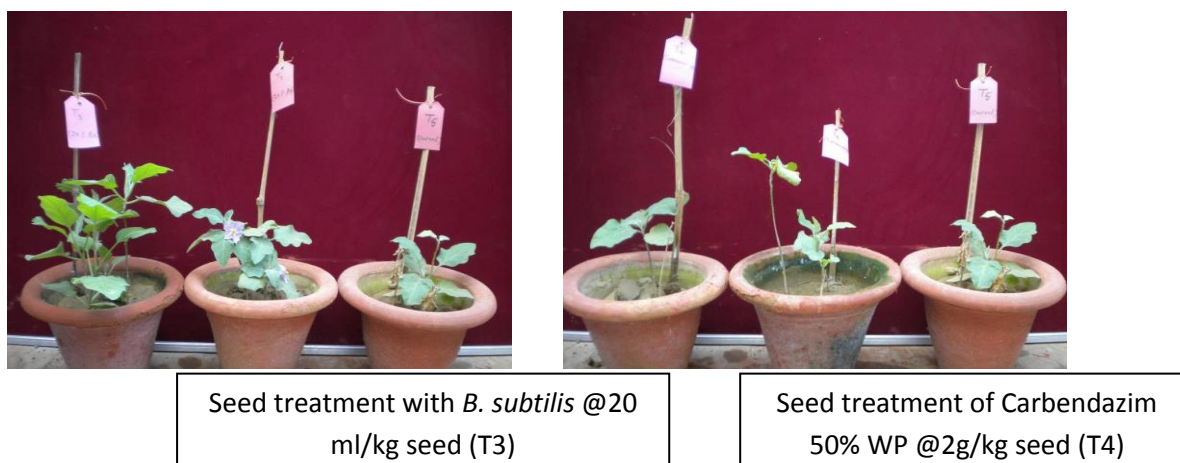 T3
T5
T5
Seed treatment with B. subtilis @20
ml/kg seed (T3)
Seed treatment of Carbendazim
50% WP @2g/kg seed (T4)